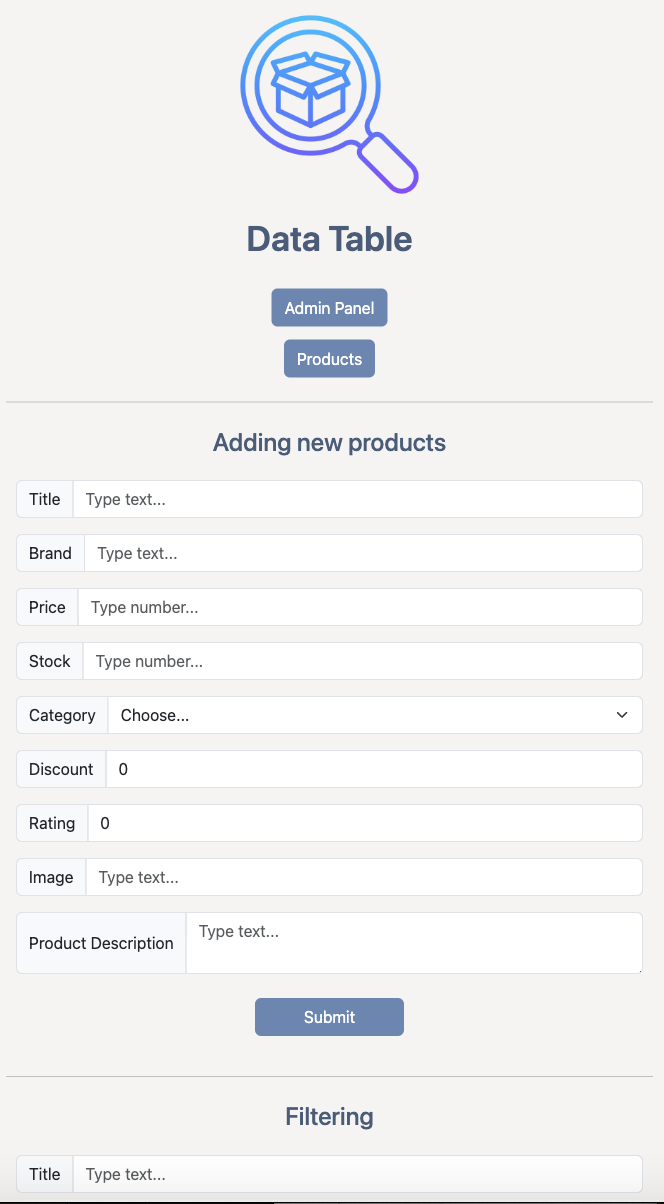 Data Table
Admin Panel
Products
Adding new products
Title Type text...
Brand Type text...
Price Type number...
Stock Type number...
Category Choose...
Discount 0
Rating 0
Image Type text...
Product Description Type text...
Submit
Filtering
Title Type text...